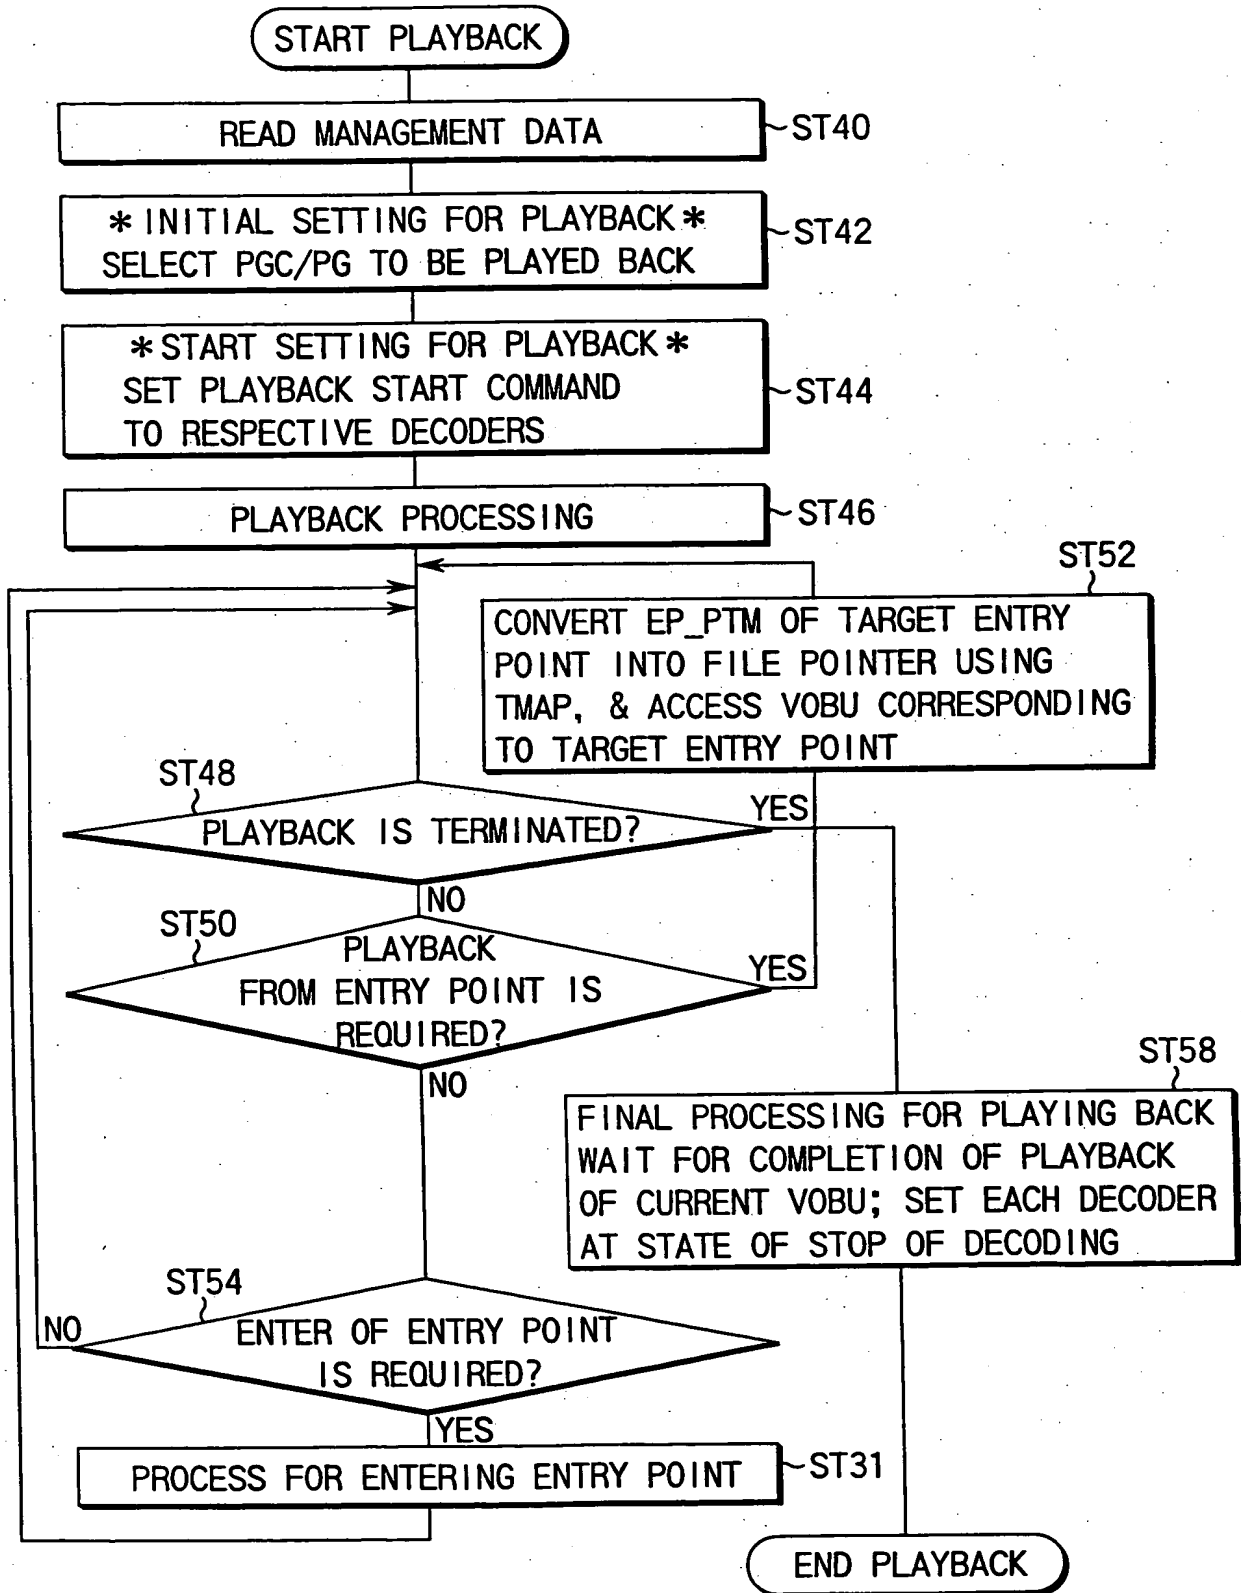 START PLAYBACK
READ MANAGEMENT DATA
ST40
*INITIAL SETTING FOR PLAYBACK*
SELECT PGC/PG TO BE PLAYED BACK
ST42
*START SETTING FOR PLAYBACK*
SET PLAYBACK START COMMAND
TO RESPECTIVE DECODERS
ST44
PLAYBACK PROCESSING
ST46
ST52
CONVERT EP_PTM OF TARGET ENTRY
POINT INTO FILE POINTER USING
TMAP, & ACCESS VOBU CORRESPONDING
TO TARGET ENTRY POINT
ST48
PLAYBACK IS TERMINATED?
YES
NO
ST50
PLAYBACK
FROM ENTRY POINT IS
REQUIRED?
YES
NO
ST58
FINAL PROCESSING FOR PLAYING BACK
WAIT FOR COMPLETION OF PLAYBACK
OF CURRENT VOBU; SET EACH DECODER
AT STATE OF STOP OF DECODING
ST54
NO
ENTER OF ENTRY POINT
IS REQUIRED?
YES
PROCESS FOR ENTERING ENTRY POINT
ST31
END PLAYBACK